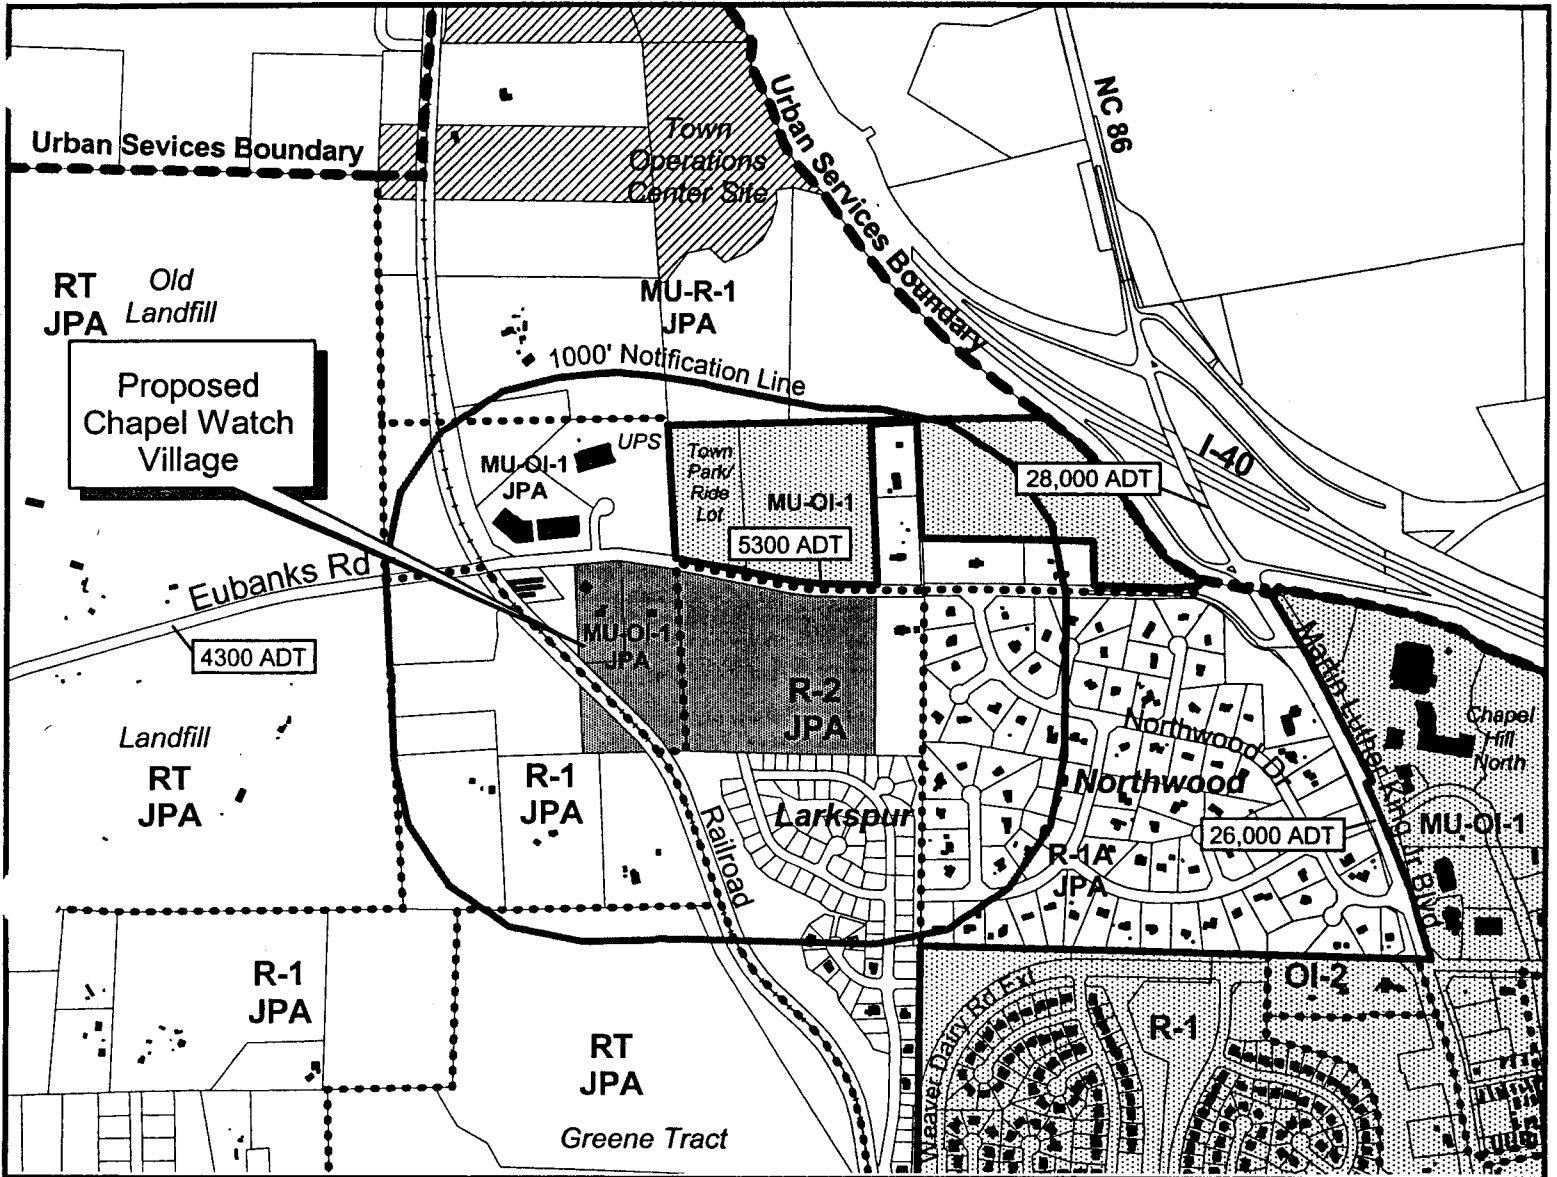 NC 86
Urban Sevices Boundary
Town
Operations
Center Site
Urban Services Boundary
RT
JPA
Old
Landfill
MU-R-1
JPA
1000' Notification Line
Proposed
Chapel Watch
Village
UPS
MU-OI-1
JPA
Town
Park/
Ride
Lot
MU-OI-1
5300 ADT
28,000 ADT
I-40
Eubanks Rd
4300 ADT
MU-OI-1
JPA
R-2
JPA
Martin Luther King Jr Blvd
Northwood Dr
Chapel
Hill
North
Landfill
RT
JPA
R-1
JPA
Railroad
Larkspur
Northwood
26,000 ADT
MU-OI-1
R-1A
JPA
R-1
JPA
OI-2
Weaver Dairy Rd Ext
R-1
RT
JPA
Greene Tract